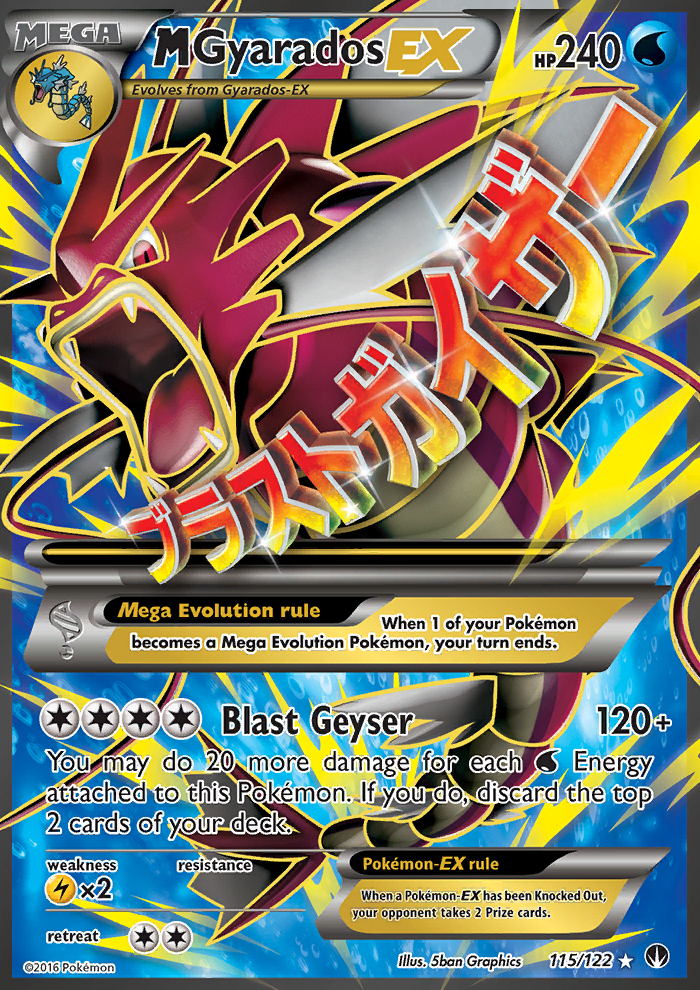 MEGA
MGyaradosEX
HP240
Evolves from Gyarados-EX
ブラストガイザー
Mega Evolution rule
When 1 of your Pokémon
becomes a Mega Evolution Pokémon, your turn ends.
Blast Geyser 120+
You may do 20 more damage for each Energy
attached to this Pokémon. If you do, discard the top
2 cards of your deck.
weakness resistance
×2
Pokémon-EX rule
When a Pokémon-EX has been Knocked Out,
your opponent takes 2 Prize cards.
retreat
©2016 Pokémon
Illus. 5ban Graphics 115/122